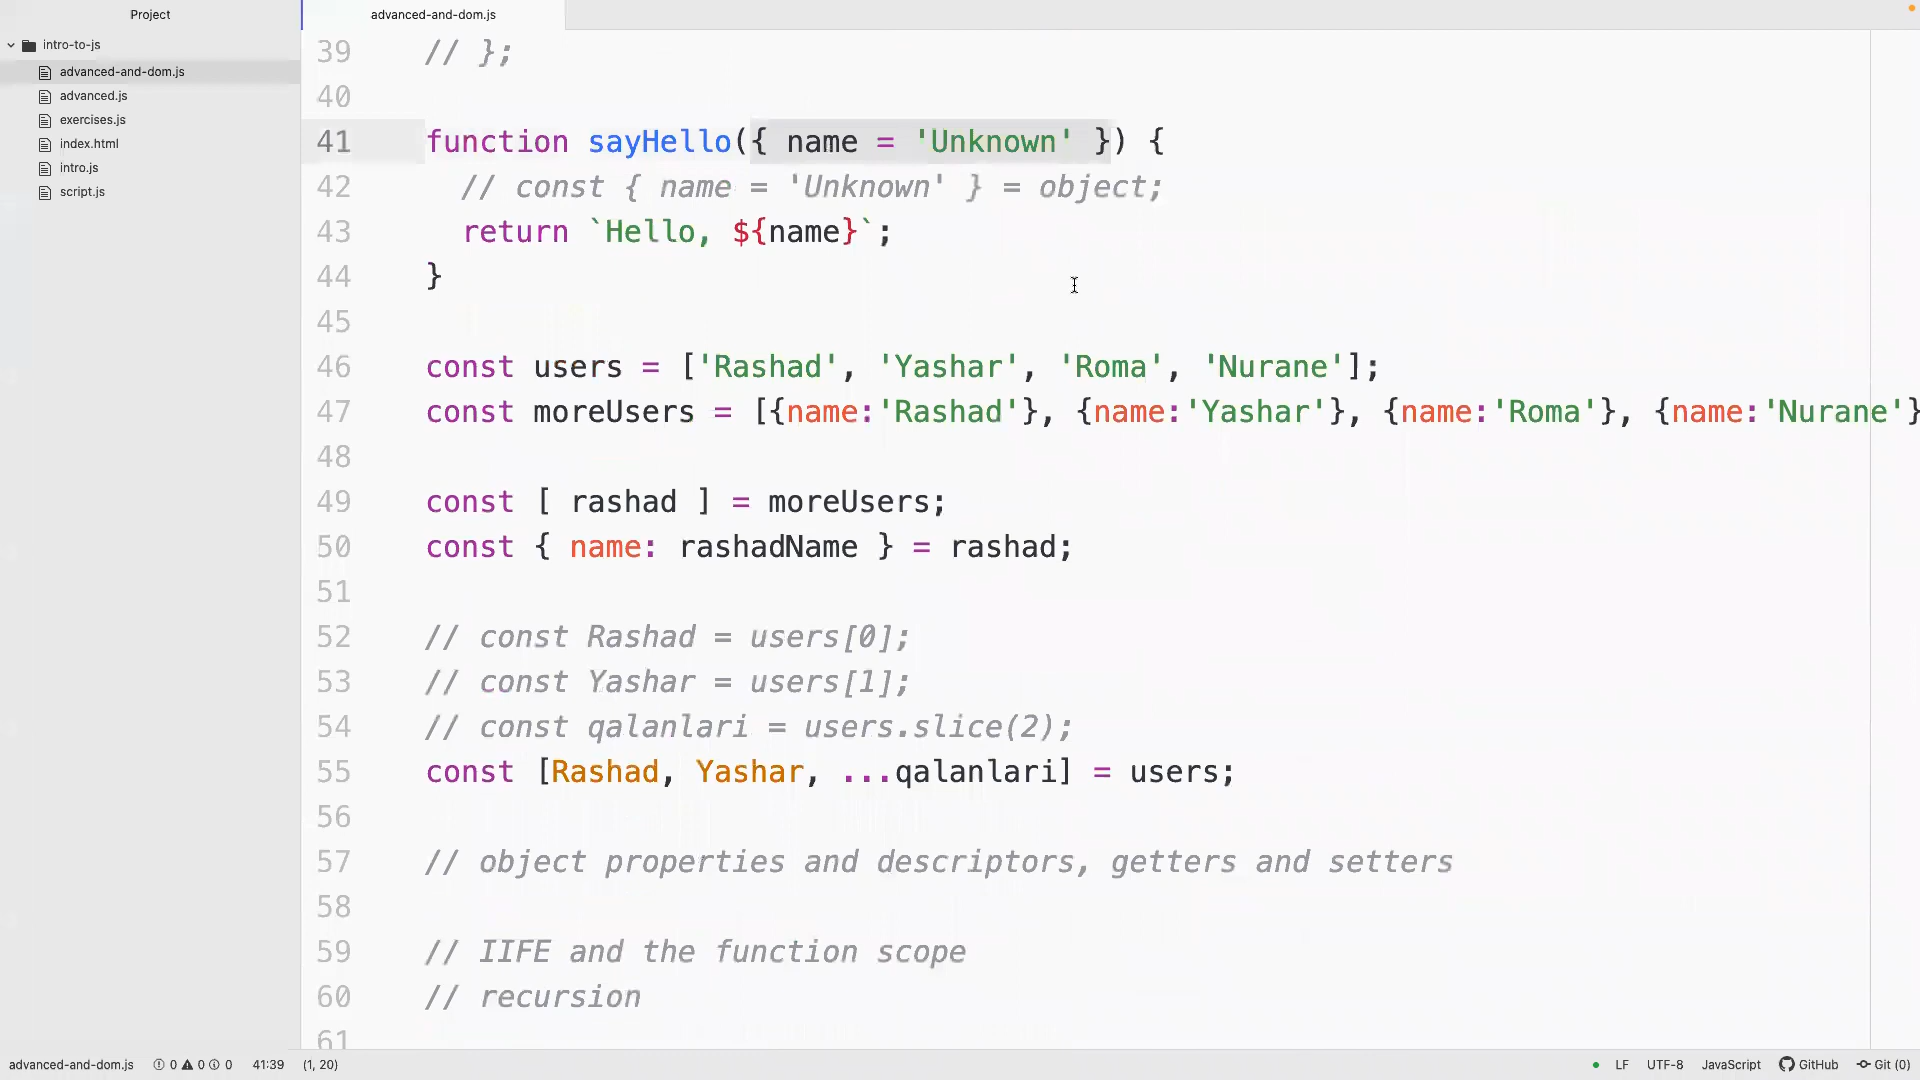 Project
advanced-and-dom.js
intro-to-js
advanced-and-dom.js
advanced.js
exercises.js
index.html
intro.js
script.js
39 // };
40
41 function sayHello({ name = 'Unknown' }) {
42 // const { name = 'Unknown' } = object;
43 return `Hello, ${name}`;
44 }
45
46 const users = ['Rashad', 'Yashar', 'Roma', 'Nurane'];
47 const moreUsers = [{name:'Rashad'}, {name:'Yashar'}, {name:'Roma'}, {name:'Nurane'}
48
49 const [ rashad ] = moreUsers;
50 const { name: rashadName } = rashad;
51
52 // const Rashad = users[0];
53 // const Yashar = users[1];
54 // const qalanlari = users.slice(2);
55 const [Rashad, Yashar, ...qalanlari] = users;
56
57 // object properties and descriptors, getters and setters
58
59 // IIFE and the function scope
60 // recursion
61
advanced-and-dom.js 0 0 0 41:39 (1, 20) LF UTF-8 JavaScript GitHub Git (0)